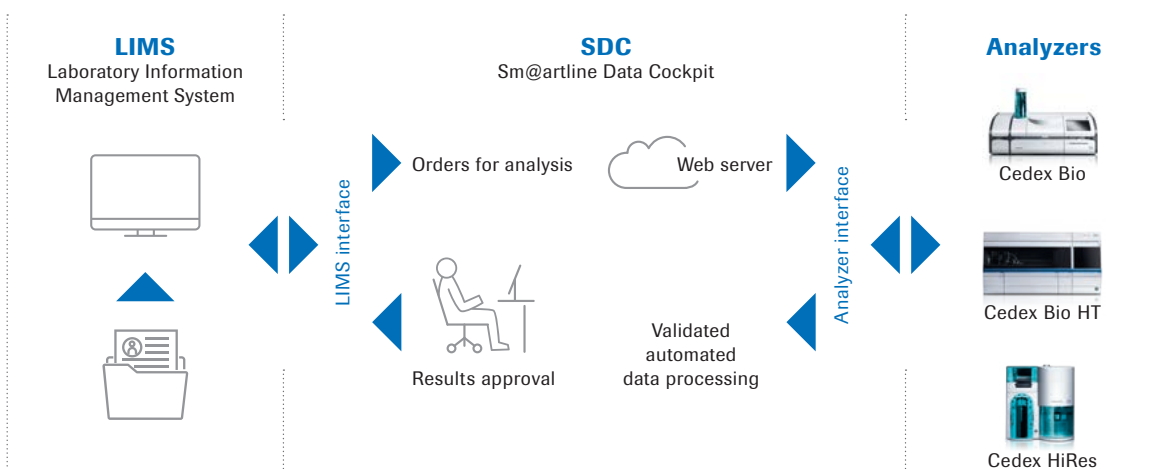 LIMS
Laboratory Information
Management System
SDC
Sm@artline Data Cockpit
Analyzers
LIMS interface
Orders for analysis
Web server
Results approval
Validated
automated
data processing
Analyzer interface
Cedex Bio
Cedex Bio HT
Cedex HiRes